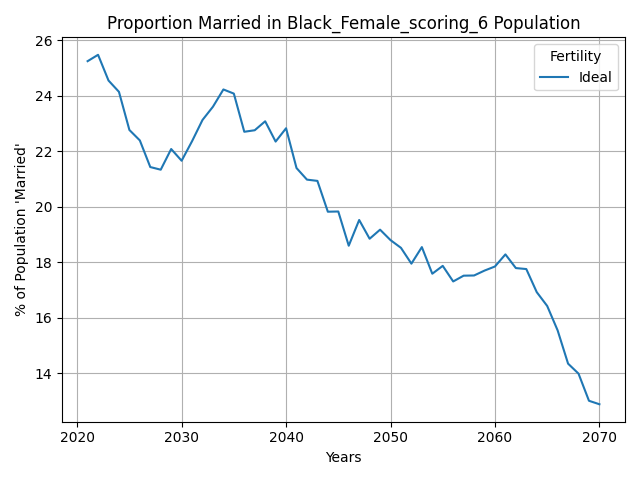 Proportion Married in Black_Female_scoring_6 Population
% of Population 'Married'
26
24
22
20
18
16
14
Fertility
Ideal
2020 2030 2040 2050 2060 2070
Years